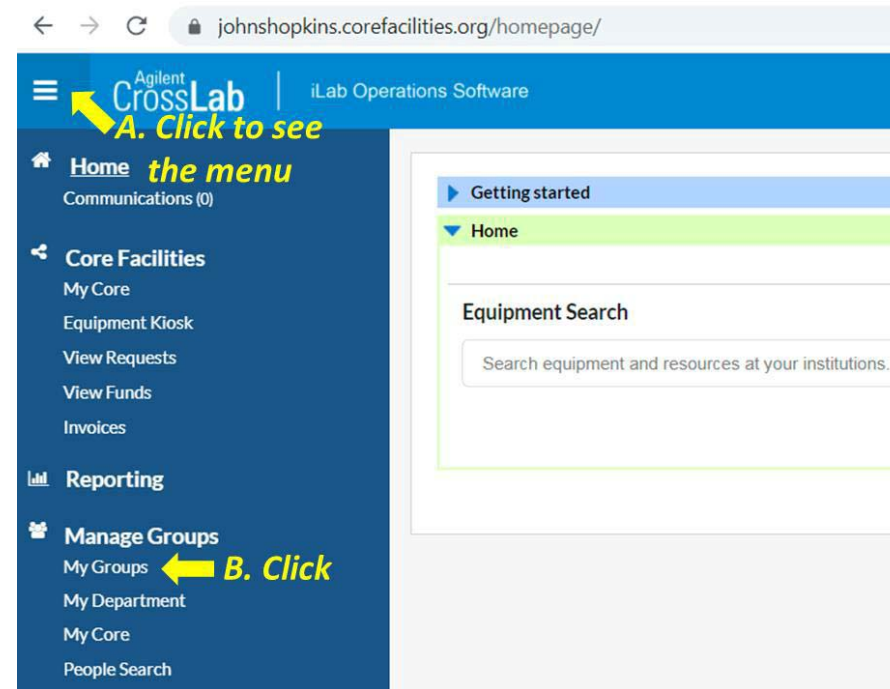 johnshopkins.corefacilities.org/homepage/
Agilent
CrossLab
iLab Operations Software
A. Click to see
the menu
Home
Communications (0)
Core Facilities
My Core
Equipment Kiosk
View Requests
View Funds
Invoices
Reporting
Manage Groups
My Groups
B. Click
My Department
My Core
People Search
Getting started
Home
Equipment Search
Search equipment and resources at your institutions.